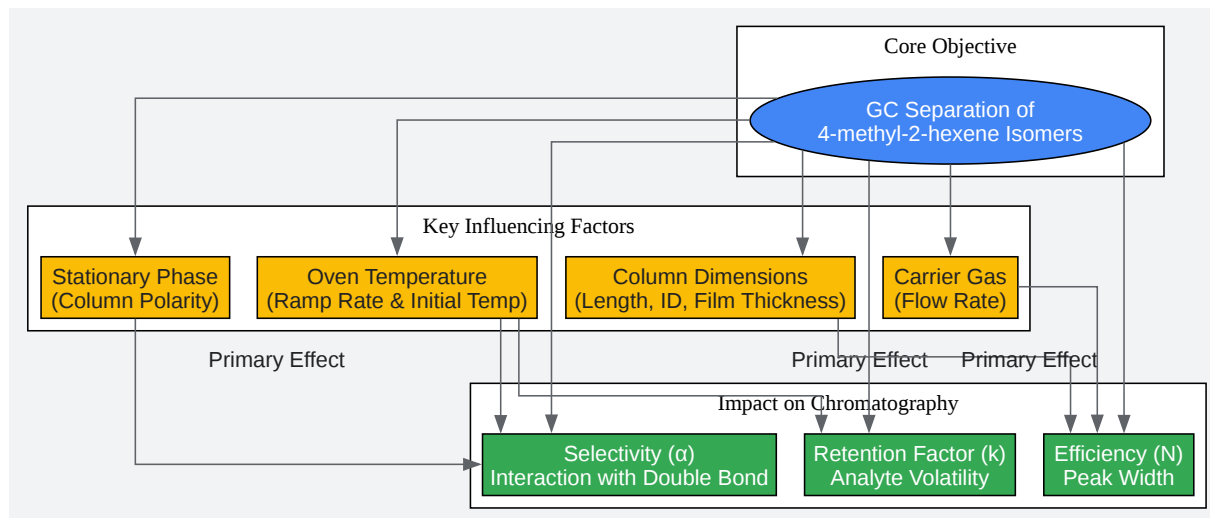 Core Objective
GC Separation of
4-methyl-2-hexene Isomers
Key Influencing Factors
Stationary Phase
(Column Polarity)
Oven Temperature
(Ramp Rate & Initial Temp)
Column Dimensions
(Length, ID, Film Thickness)
Carrier Gas
(Flow Rate)
Primary Effect
Primary Effect
Primary Effect
Impact on Chromatography
Selectivity (α)
Interaction with Double Bond
Retention Factor (k)
Analyte Volatility
Efficiency (N)
Peak Width